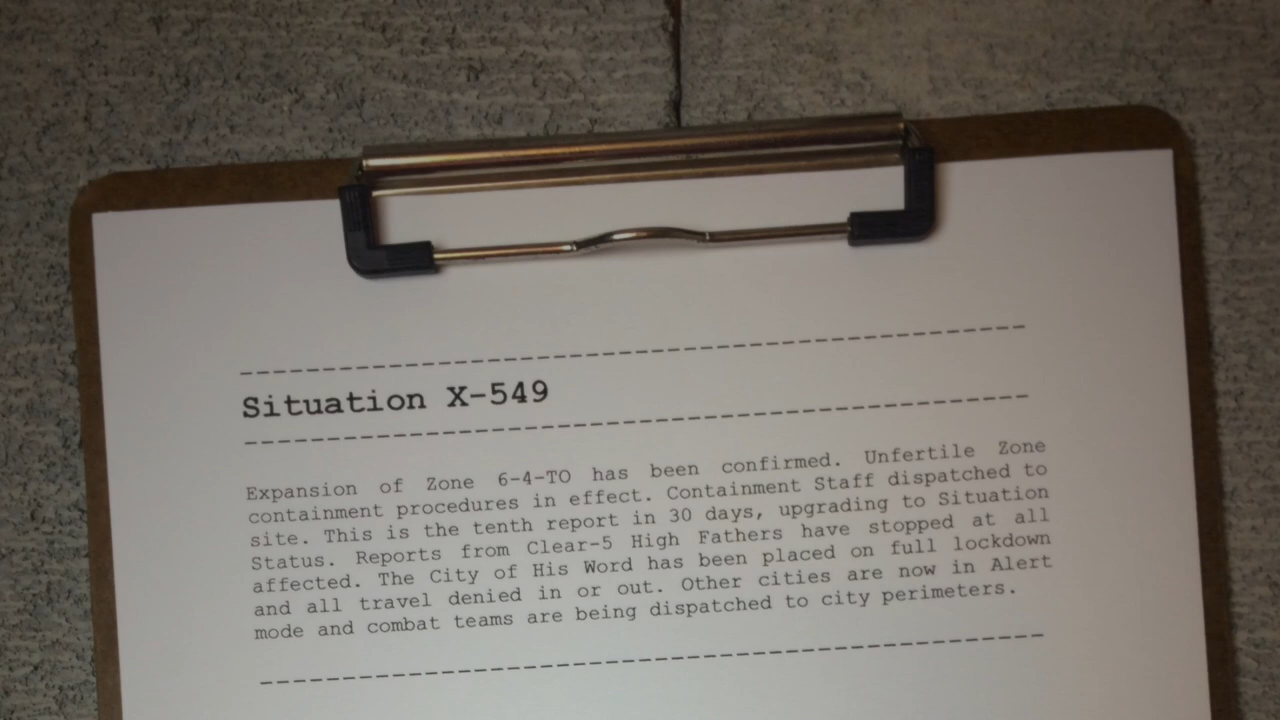 Situation X-549
Expansion of Zone 6-4-TO has been confirmed. Unfertile Zone
containment procedures in effect. Containment Staff dispatched to
site. This is the tenth report in 30 days, upgrading to Situation
Status. Reports from Clear-5 High Fathers have stopped at all
affected. The City of His Word has been placed on full lockdown
and all travel denied in or out. Other cities are now in Alert
mode and combat teams are being dispatched to city perimeters.